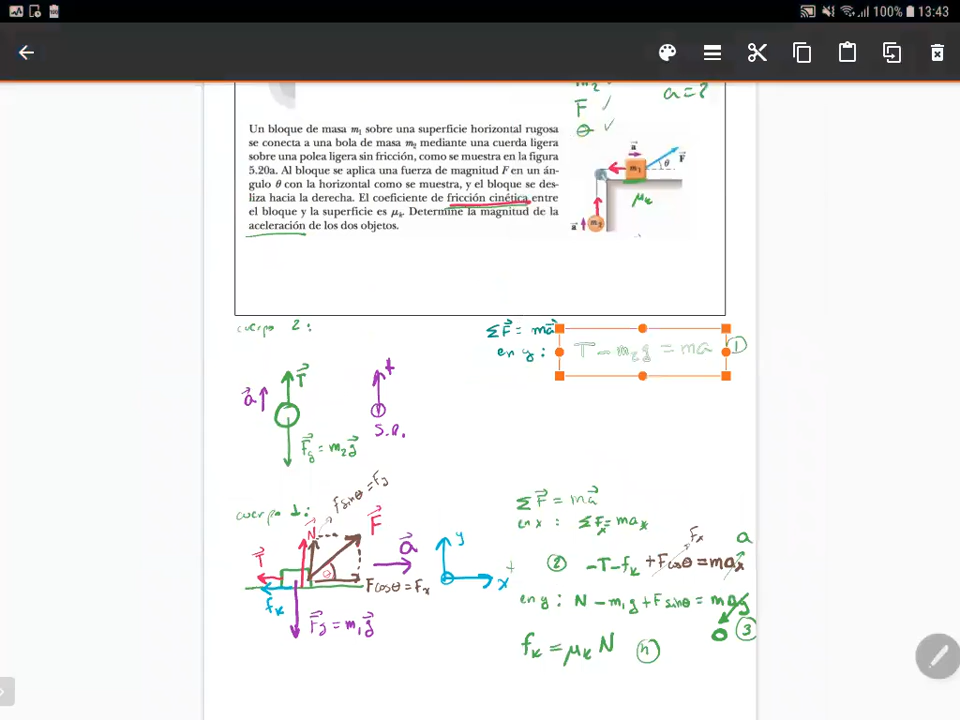 100% 13:43
m₂
F ✓
θ ✓
a = ?
Un bloque de masa m₁ sobre una superficie horizontal rugosa
se conecta a una bola de masa m₂ mediante una cuerda ligera
sobre una polea ligera sin fricción, como se muestra en la figura
5.20a. Al bloque se aplica una fuerza de magnitud F en un án-
gulo θ con la horizontal como se muestra, y el bloque se des-
liza hacia la derecha. El coeficiente de fricción cinética entre
el bloque y la superficie es μₖ. Determine la magnitud de la
aceleración de los dos objetos.
a⃗
m₁
F⃗
θ
μₖ
a⃗
m₂
cuerpo 2:
ΣF⃗ = ma⃗
en y: T - m₂g = ma ①
a⃗ T⃗
+
S.R.
F⃗g = m₂g⃗
cuerpo 1:
F sinθ = Fy
N⃗
F⃗
T⃗
θ
a⃗
y
x
fₖ
F cosθ = Fₓ
F⃗g = m₁g⃗
ΣF⃗ = ma⃗
en x: ΣFₓ = maₓ
Fₓ
a
② -T - fₖ + F cosθ = maₓ
en y: N - m₁g + F sinθ = may
0 ③
fₖ = μₖ N ④